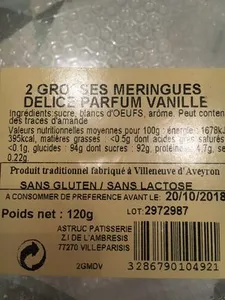 2 GROSSES MERINGUES
DELICE PARFUM VANILLE
Ingrédients:sucre, blancs d'OEUFS, arôme. Peut conten
des traces d'amande
Valeurs nutritionnelles moyennes pour 100g : énergie : 1678kJ
395kcal, matières grasses : <0.5g dont acides gras saturés
<0.1g, glucides : 94g dont sucres : 92g, protéines : 4.7g, se
0.22g
Produit traditionnel fabriqué à Villeneuve d'Aveyron
SANS GLUTEN / SANS LACTOSE
A CONSOMMER DE PREFERENCE AVANT LE: 20/10/2018
Poids net : 120g
LOT:2972987
ASTRUC PATISSERIE
Z.I DE L'AMBRESIS
77270 VILLEPARISIS
2GMDV
3286790104921